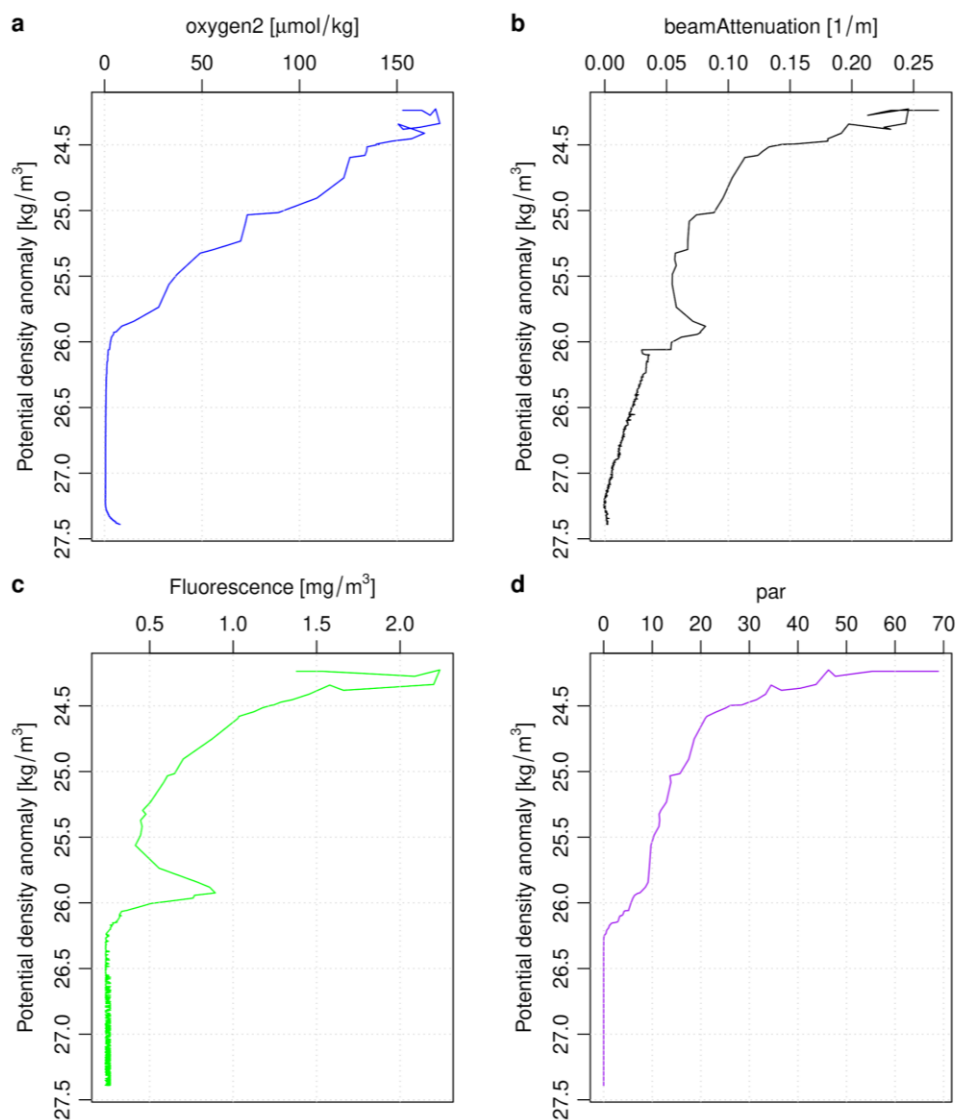 a
oxygen2 [μmol/kg]
0 50 100 150
Potential density anomaly [kg/m³]
24.5
25.0
25.5
26.0
26.5
27.0
27.5
b
beamAttenuation [1/m]
0.00 0.05 0.10 0.15 0.20 0.25
Potential density anomaly [kg/m³]
24.5
25.0
25.5
26.0
26.5
27.0
27.5
c
Fluorescence [mg/m³]
0.5 1.0 1.5 2.0
Potential density anomaly [kg/m³]
24.5
25.0
25.5
26.0
26.5
27.0
27.5
d
par
0 10 20 30 40 50 60 70
Potential density anomaly [kg/m³]
24.5
25.0
25.5
26.0
26.5
27.0
27.5